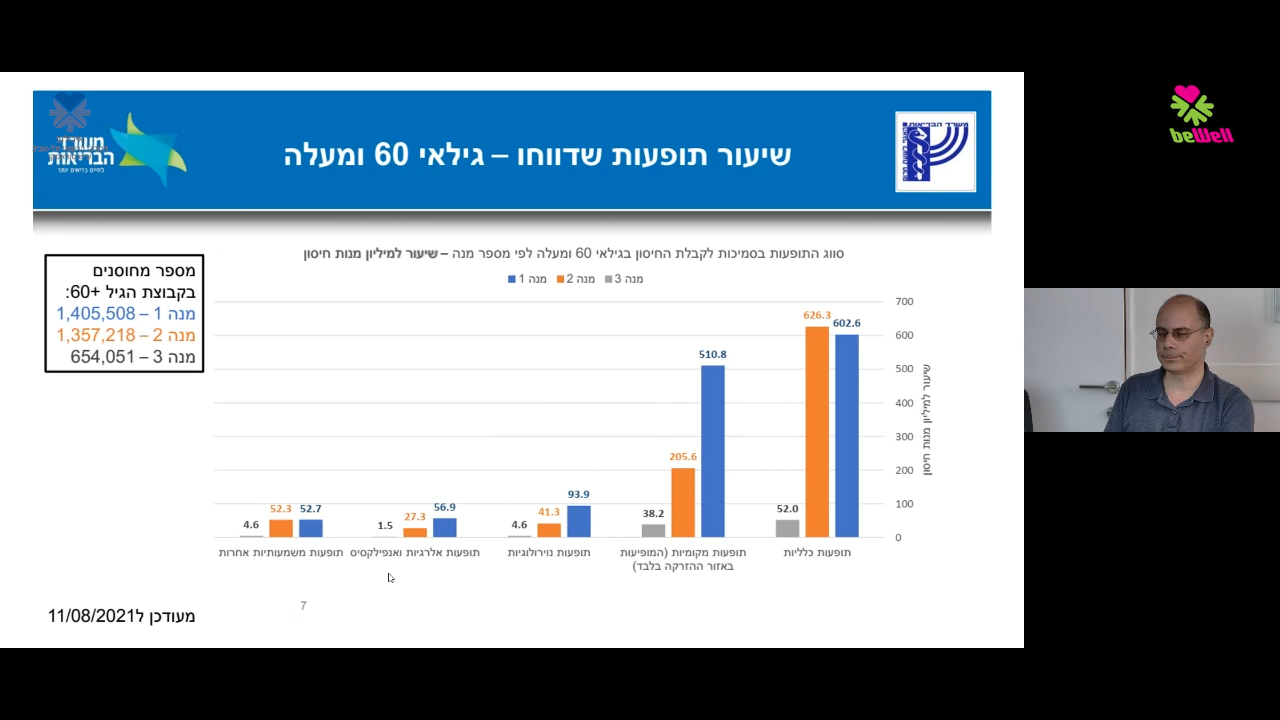 beWell
משרד הבריאות
לחיים בריאים יותר
משרד הבריאות
שיעור תופעות שדווחו – גילאי 60 ומעלה
סווג התופעות בסמיכות לקבלת החיסון בגילאי 60 ומעלה לפי מספר מנה – שיעור למיליון מנות חיסון
מנה 1 מנה 2 מנה 3
מספר מחוסנים
בקבוצת הגיל +60:
מנה 1 – 1,405,508
מנה 2 – 1,357,218
מנה 3 – 654,051
700
600
500
400
300
200
100
0
שיעור למיליון מנות חיסון
602.6
626.3
52.0
510.8
205.6
38.2
93.9
41.3
4.6
56.9
27.3
1.5
52.7
52.3
4.6
תופעות כלליות
תופעות מקומיות (המופיעות
באזור ההזרקה בלבד)
תופעות נוירולוגיות
תופעות אלרגיות ואנפילקסיס
תופעות משמעותיות אחרות
7
מעודכן ל11/08/2021